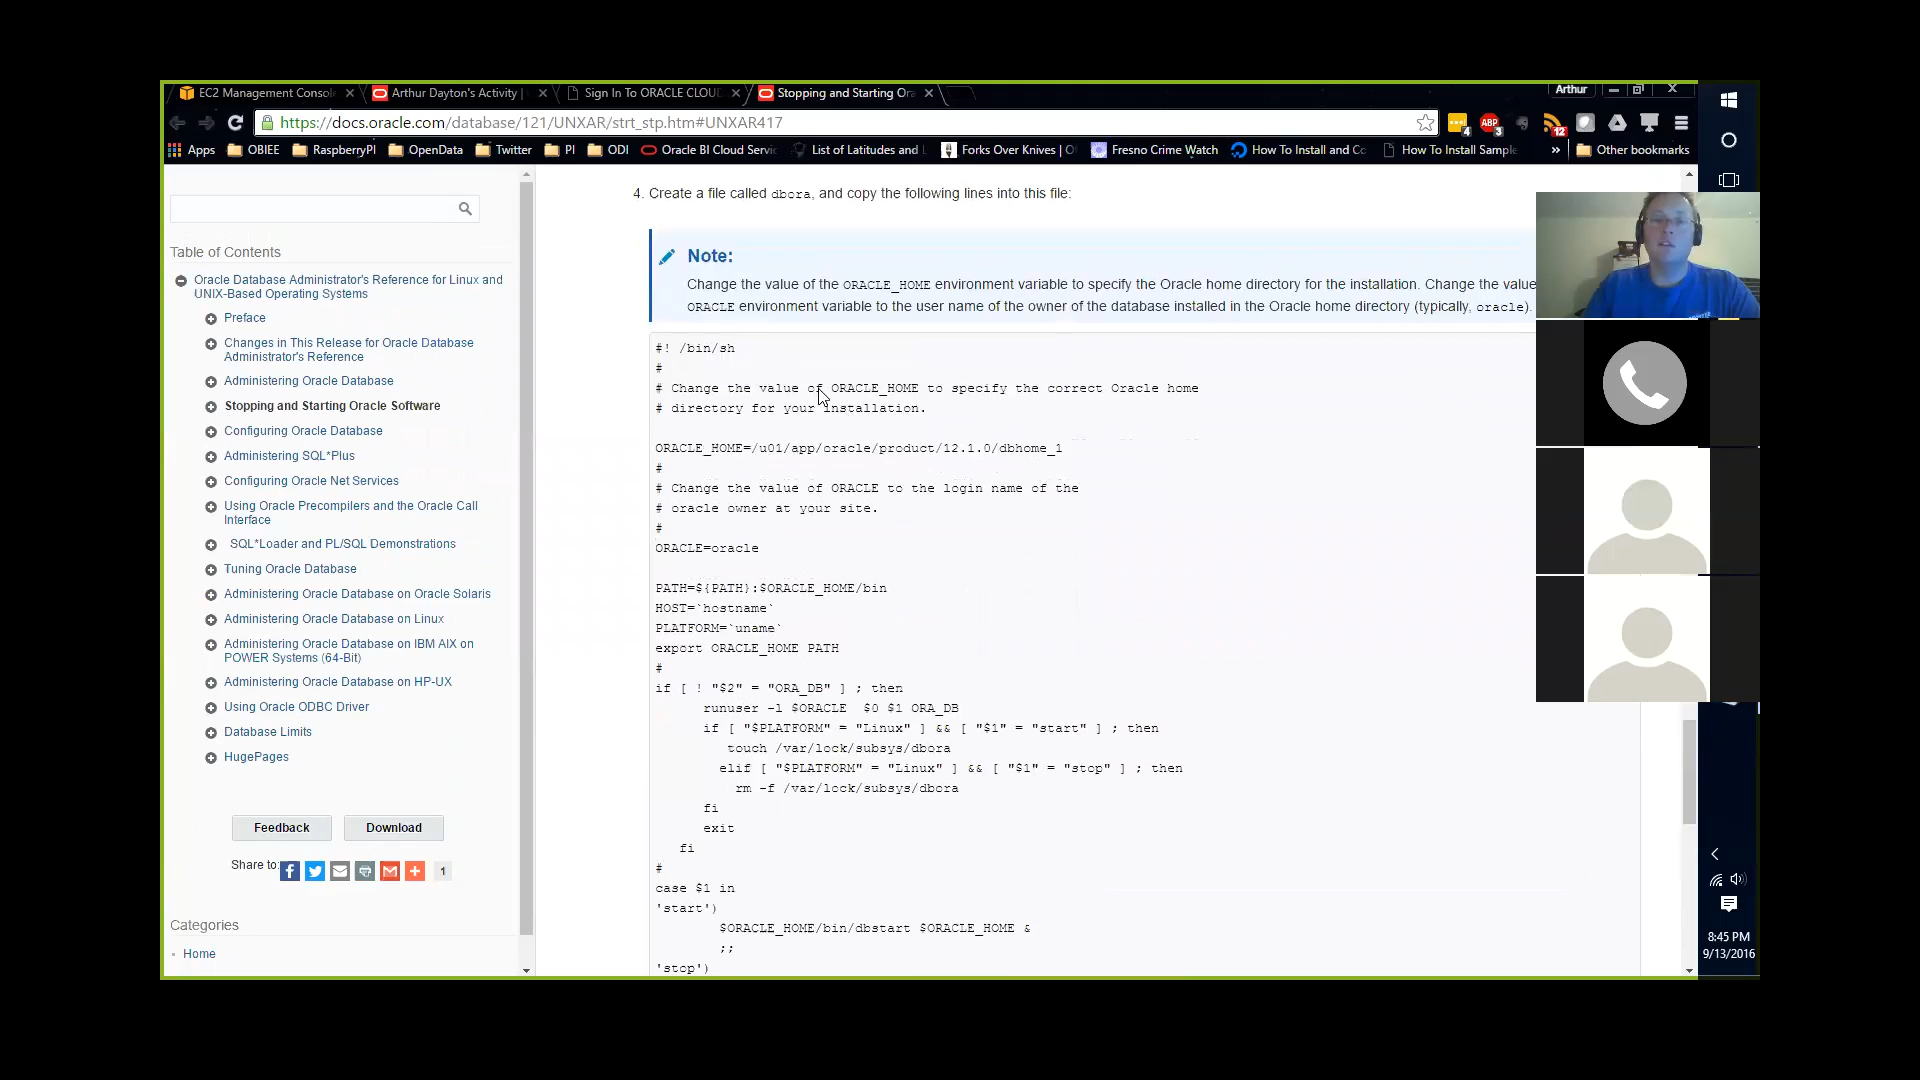 EC2 Management Consol
Arthur Dayton's Activity |
Sign In To ORACLE CLOUD
Stopping and Starting Ora
Arthur
https://docs.oracle.com/database/121/UNXAR/strt_stp.htm#UNXAR417
4
ABP
3
12
Apps
OBIEE
RaspberryPI
OpenData
Twitter
PI
ODI
Oracle BI Cloud Servic
List of Latitudes and
Forks Over Knives | O
Fresno Crime Watch
How To Install and Co
How To Install Sample
»
Other bookmarks
Table of Contents
Oracle Database Administrator's Reference for Linux and
UNIX-Based Operating Systems
Preface
Changes in This Release for Oracle Database
Administrator's Reference
Administering Oracle Database
Stopping and Starting Oracle Software
Configuring Oracle Database
Administering SQL*Plus
Configuring Oracle Net Services
Using Oracle Precompilers and the Oracle Call
Interface
SQL*Loader and PL/SQL Demonstrations
Tuning Oracle Database
Administering Oracle Database on Oracle Solaris
Administering Oracle Database on Linux
Administering Oracle Database on IBM AIX on
POWER Systems (64-Bit)
Administering Oracle Database on HP-UX
Using Oracle ODBC Driver
Database Limits
HugePages
Feedback
Download
Share to:
1
Categories
Home
4. Create a file called dbora, and copy the following lines into this file:
Note:
Change the value of the ORACLE_HOME environment variable to specify the Oracle home directory for the installation. Change the value
ORACLE environment variable to the user name of the owner of the database installed in the Oracle home directory (typically, oracle).
#! /bin/sh
#
# Change the value of ORACLE_HOME to specify the correct Oracle home
# directory for your installation.
ORACLE_HOME=/u01/app/oracle/product/12.1.0/dbhome_1
#
# Change the value of ORACLE to the login name of the
# oracle owner at your site.
#
ORACLE=oracle
PATH=${PATH}:$ORACLE_HOME/bin
HOST=`hostname`
PLATFORM=`uname`
export ORACLE_HOME PATH
#
if [ ! "$2" = "ORA_DB" ] ; then
runuser -l $ORACLE $0 $1 ORA_DB
if [ "$PLATFORM" = "Linux" ] && [ "$1" = "start" ] ; then
touch /var/lock/subsys/dbora
elif [ "$PLATFORM" = "Linux" ] && [ "$1" = "stop" ] ; then
rm -f /var/lock/subsys/dbora
fi
exit
fi
#
case $1 in
'start')
$ORACLE_HOME/bin/dbstart $ORACLE_HOME &
;;
'stop')
8:45 PM
9/13/2016